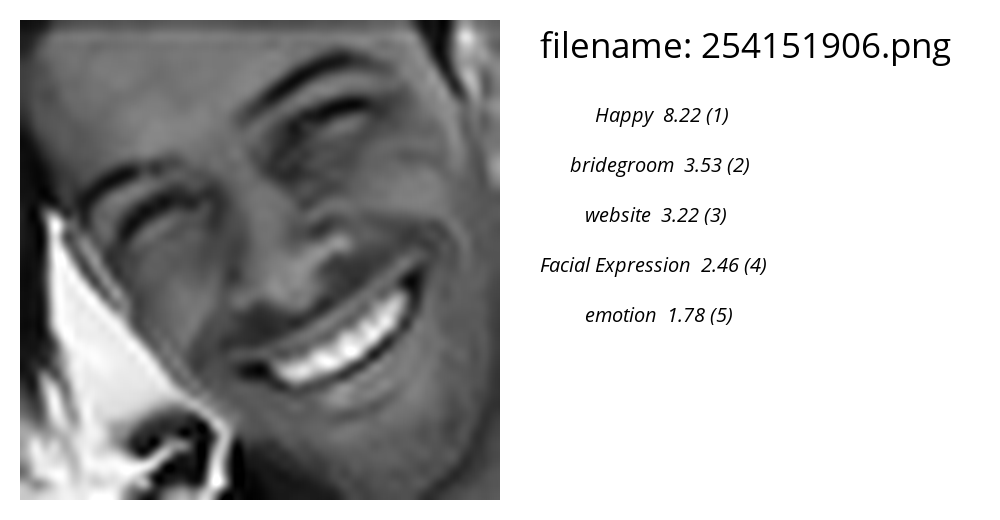 filename: 254151906.png
Happy 8.22 (1)
bridegroom 3.53 (2)
website 3.22 (3)
Facial Expression 2.46 (4)
emotion 1.78 (5)